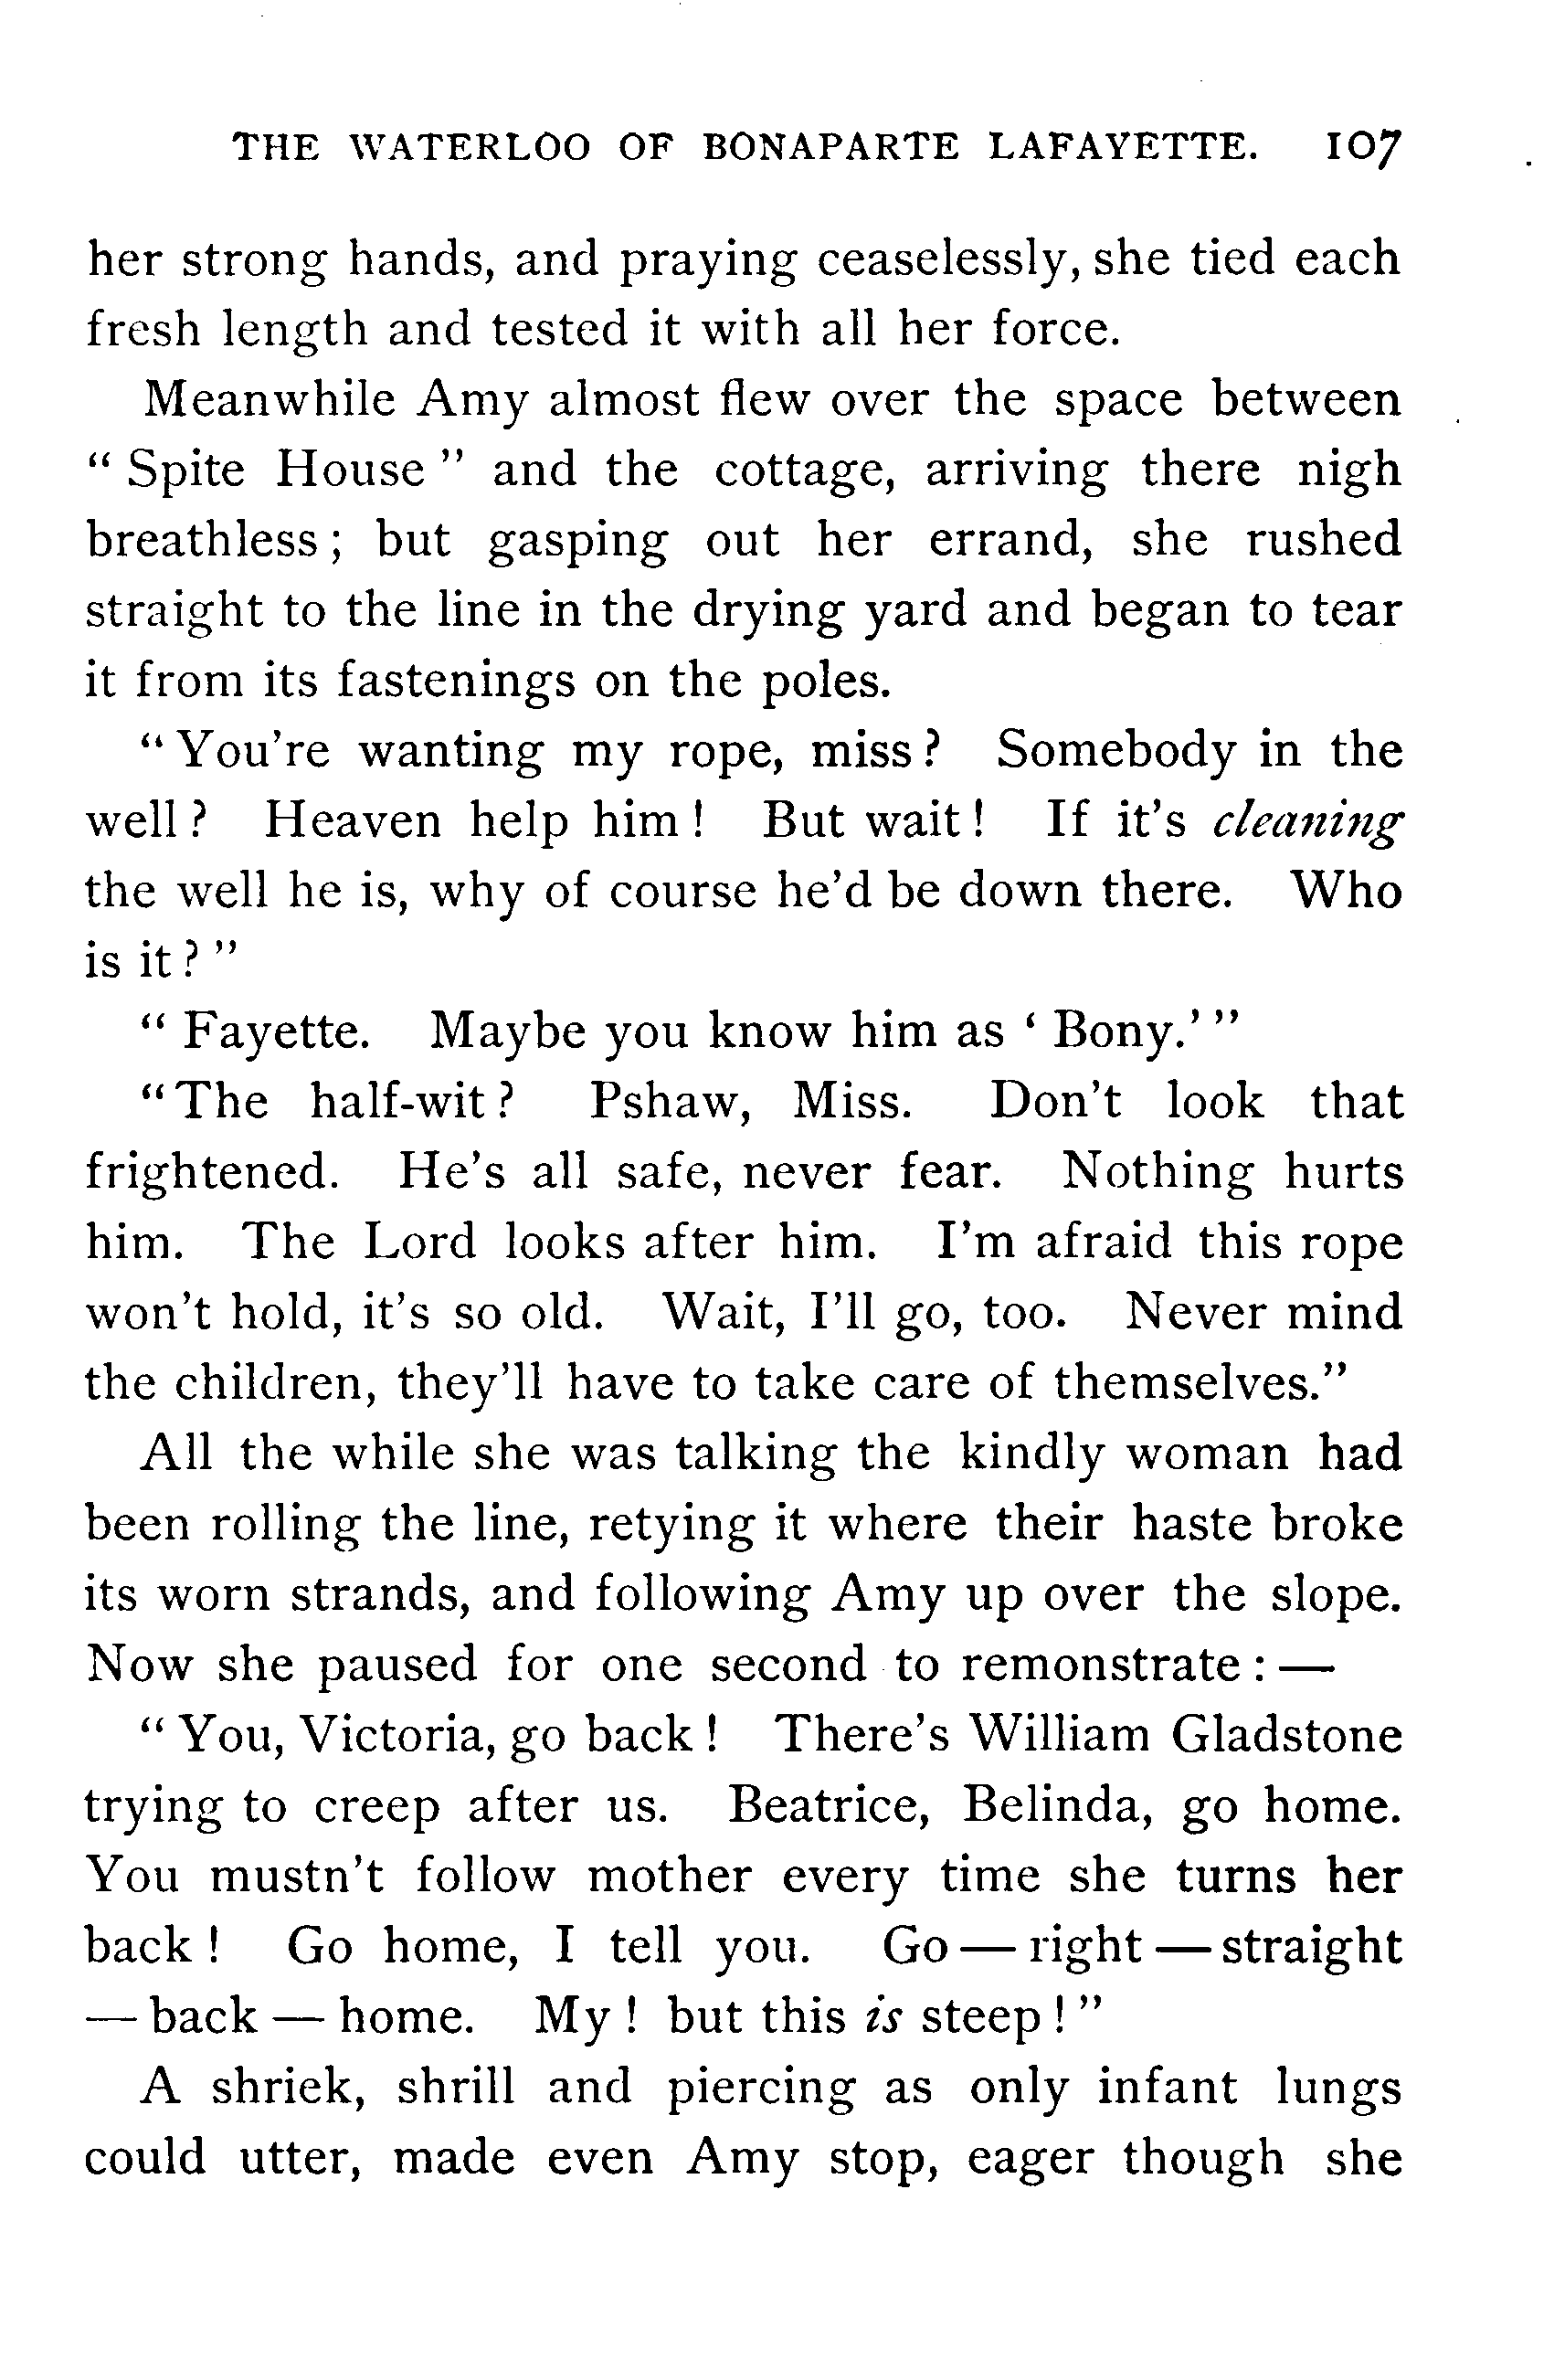 THE WATERLOO OF BONAPARTE LAFAYETTE. 107
her strong hands, and praying ceaselessly, she tied each
fresh length and tested it with all her force.
Meanwhile Amy almost flew over the space between
“ Spite House ” and the cottage, arriving there nigh
breathless ; but gasping out her errand, she rushed
straight to the line in the drying yard and began to tear
it from its fastenings on the poles.
“ You’re wanting my rope, miss ? Somebody in the
well ? Heaven help him ! But wait ! If it’s cleaning
the well he is, why of course he’d be down there. Who
is it ? ”
“ Fayette. Maybe you know him as ‘ Bony.’ ”
“ The half-wit ? Pshaw, Miss. Don’t look that
frightened. He’s all safe, never fear. Nothing hurts
him. The Lord looks after him. I’m afraid this rope
won’t hold, it’s so old. Wait, I’ll go, too. Never mind
the children, they’ll have to take care of themselves.”
All the while she was talking the kindly woman had
been rolling the line, retying it where their haste broke
its worn strands, and following Amy up over the slope.
Now she paused for one second to remonstrate : —
“ You, Victoria, go back ! There’s William Gladstone
trying to creep after us. Beatrice, Belinda, go home.
You mustn’t follow mother every time she turns her
back ! Go home, I tell you. Go — right — straight
— back — home. My ! but this is steep ! ”
A shriek, shrill and piercing as only infant lungs
could utter, made even Amy stop, eager though she